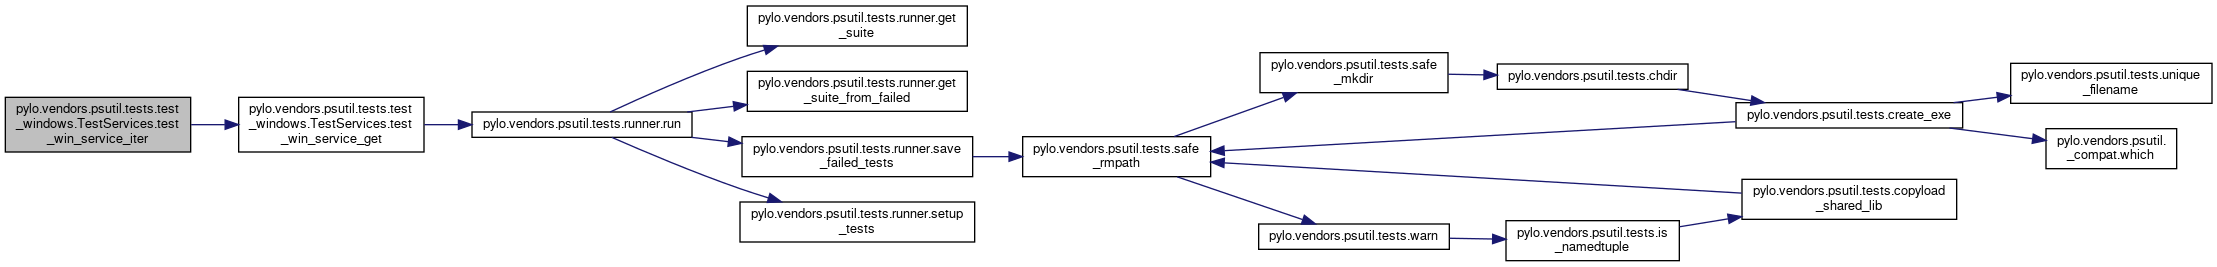 pylo.vendors.psutil.tests.test
_windows.TestServices.test
_win_service_iter
pylo.vendors.psutil.tests.test
_windows.TestServices.test
_win_service_get
pylo.vendors.psutil.tests.runner.run
pylo.vendors.psutil.tests.runner.get
_suite
pylo.vendors.psutil.tests.runner.get
_suite_from_failed
pylo.vendors.psutil.tests.runner.save
_failed_tests
pylo.vendors.psutil.tests.runner.setup
_tests
pylo.vendors.psutil.tests.safe
_rmpath
pylo.vendors.psutil.tests.safe
_mkdir
pylo.vendors.psutil.tests.warn
pylo.vendors.psutil.tests.chdir
pylo.vendors.psutil.tests.is
_namedtuple
pylo.vendors.psutil.tests.create_exe
pylo.vendors.psutil.tests.copyload
_shared_lib
pylo.vendors.psutil.tests.unique
_filename
pylo.vendors.psutil.
_compat.which